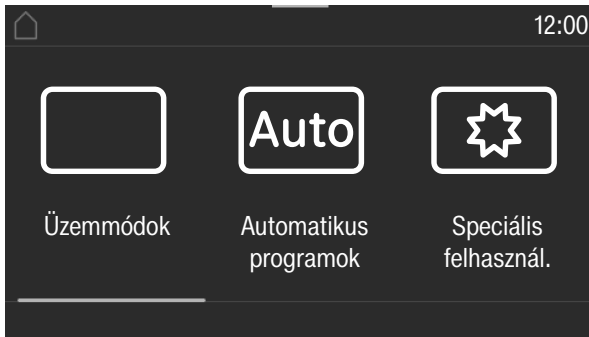 12:00
Auto
Üzemmódok
Automatikus
programok
Speciális
felhasznál.